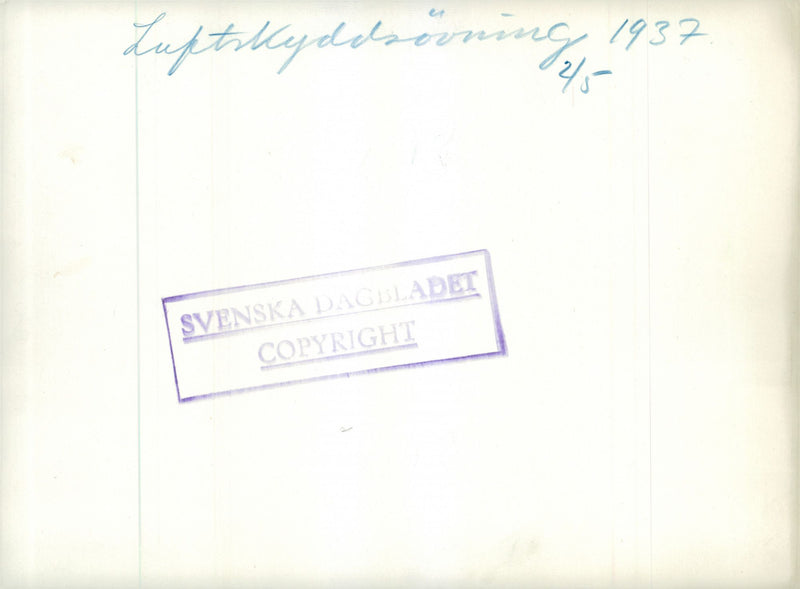 Luftskyddsövning 1937
2/5
SVENSKA DAGBLADET
COPYRIGHT